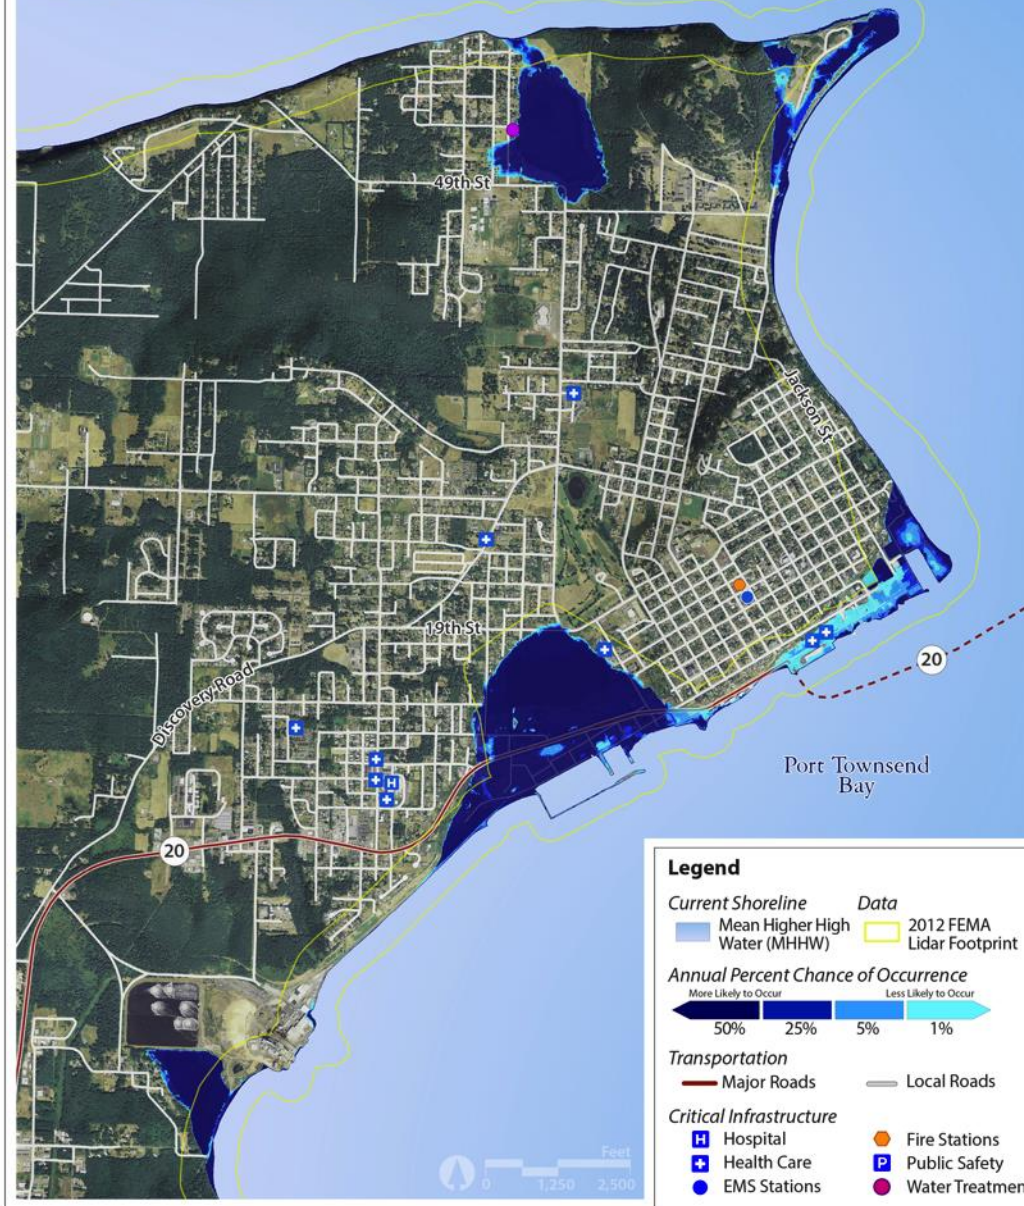 49th St
Jackson St
19th St
Discovery Road
20
20
Port Townsend
Bay
Feet
0 1,250 2,500
Legend
Current Shoreline
Mean Higher High
Water (MHHW)
Data
2012 FEMA
Lidar Footprint
Annual Percent Chance of Occurrence
More Likely to Occur Less Likely to Occur
50% 25% 5% 1%
Transportation
Major Roads Local Roads
Critical Infrastructure
H Hospital
Health Care
EMS Stations
Fire Stations
P Public Safety
Water Treatmen
H